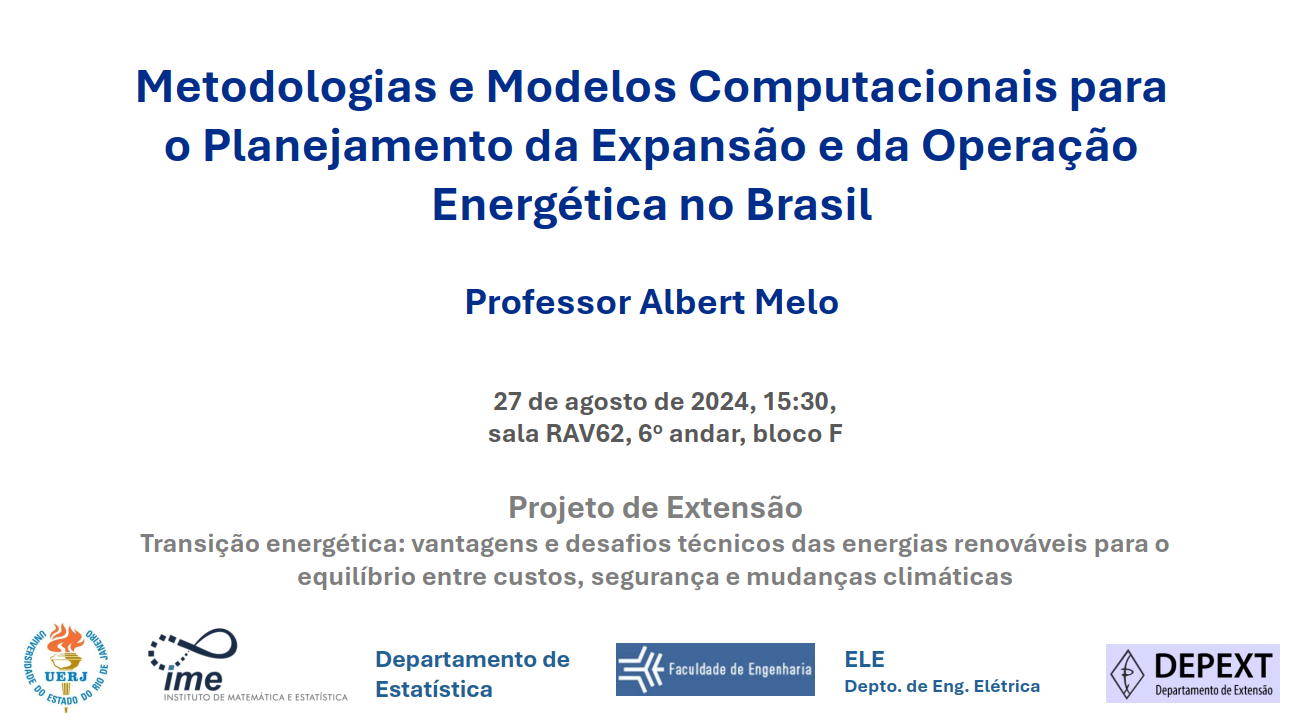 Metodologias e Modelos Computacionais para
o Planejamento da Expansão e da Operação
Energética no Brasil
Professor Albert Melo
27 de agosto de 2024, 15:30,
sala RAV62, 6º andar, bloco F
Projeto de Extensão
Transição energética: vantagens e desafios técnicos das energias renováveis para o
equilíbrio entre custos, segurança e mudanças climáticas
UNIVERSIDADE DO ESTADO DO RIO DE JANEIRO
UERJ
ime
INSTITUTO DE MATEMÁTICA E ESTATÍSTICA
Departamento de
Estatística
Faculdade de Engenharia
ELE
Depto. de Eng. Elétrica
DEPEXT
Departamento de Extensão